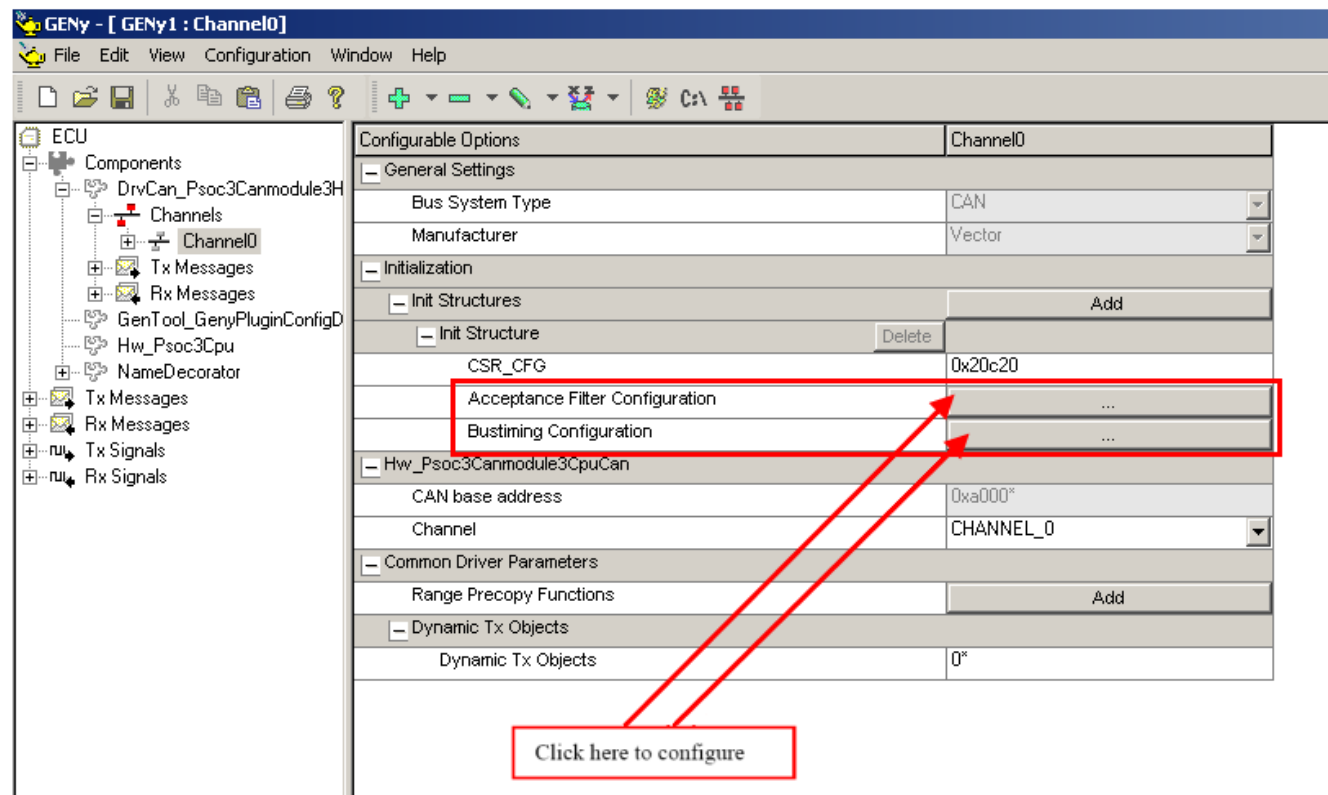 GENy - [ GENy1 : Channel0]
File Edit View Configuration Window Help
C:\
ECU
Components
DrvCan_Psoc3Canmodule3H
Channels
Channel0
Tx Messages
Rx Messages
GenTool_GenyPluginConfigD
Hw_Psoc3Cpu
NameDecorator
Tx Messages
Rx Messages
Tx Signals
Rx Signals
Configurable Options Channel0
General Settings
Bus System Type CAN
Manufacturer Vector
Initialization
Init Structures Add
Init Structure Delete
CSR_CFG 0x20c20
Acceptance Filter Configuration ...
Bustiming Configuration ...
Hw_Psoc3Canmodule3CpuCan
CAN base address 0xa000*
Channel CHANNEL_0
Common Driver Parameters
Range Precopy Functions Add
Dynamic Tx Objects
Dynamic Tx Objects 0*
Click here to configure